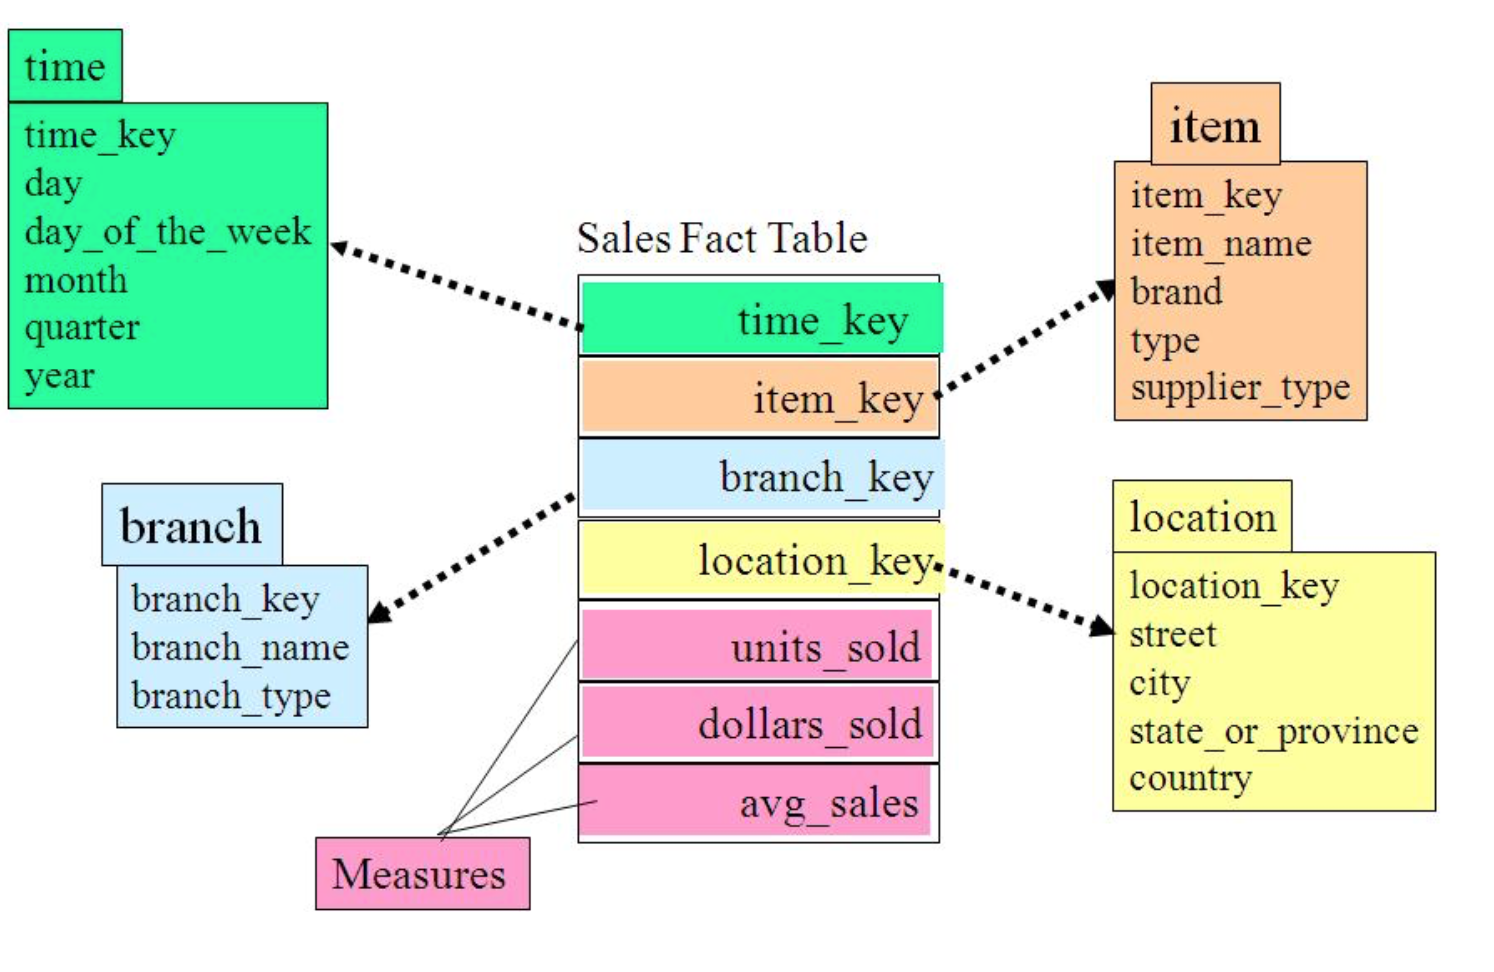 time
time_key
day
day_of_the_week
month
quarter
year
item
item_key
item_name
brand
type
supplier_type
Sales Fact Table
time_key
item_key
branch_key
location_key
units_sold
dollars_sold
avg_sales
branch
branch_key
branch_name
branch_type
location
location_key
street
city
state_or_province
country
Measures